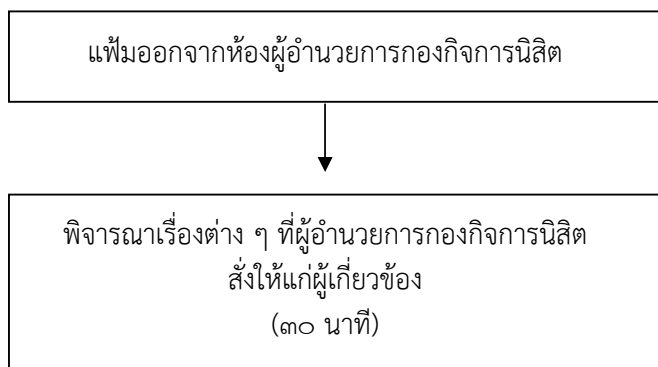 แฟ้มออกจากห้องผู้อำนวยการกองกิจการนิสิต
พิจารณาเรื่องต่าง ๆ ที่ผู้อำนวยการกองกิจการนิสิต
สั่งให้แก่ผู้เกี่ยวข้อง
(๓๐ นาที)